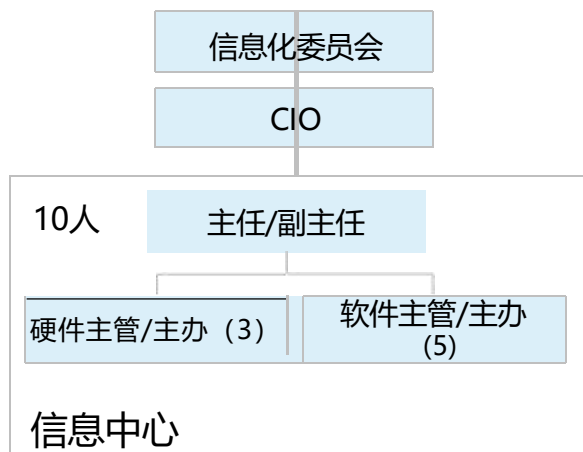 信息化委员会
CIO
10人
主任/副主任
硬件主管/主办（3）
软件主管/主办
(5)
信息中心